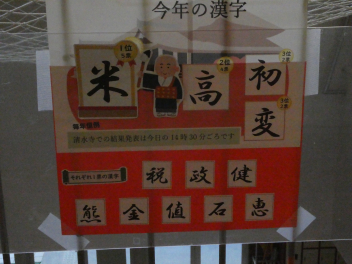 今年の漢字
1位
米
2位
高
3位
初
3位
変
清水寺での結果発表は今日の14時30分ごろです
それぞれ1票の漢字
税 政 健
熊 金 値 石 恵